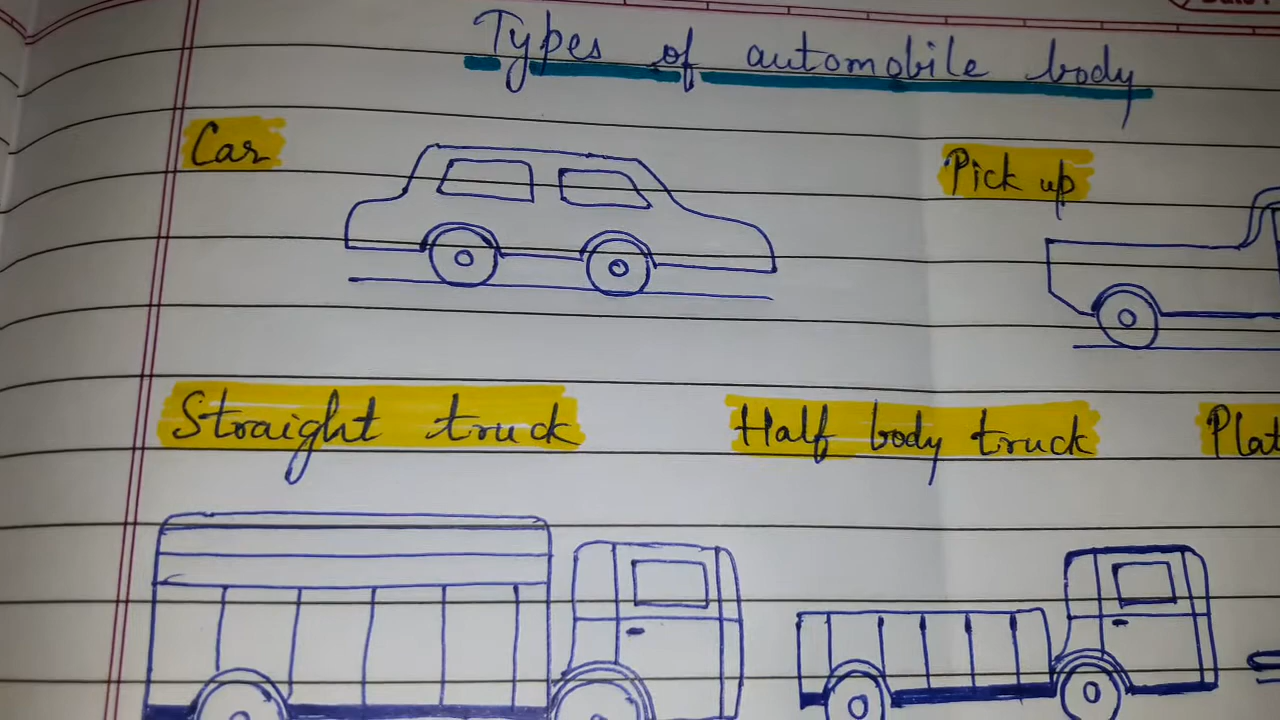 Types of automobile body
Car
Pick up
Straight truck
Half body truck